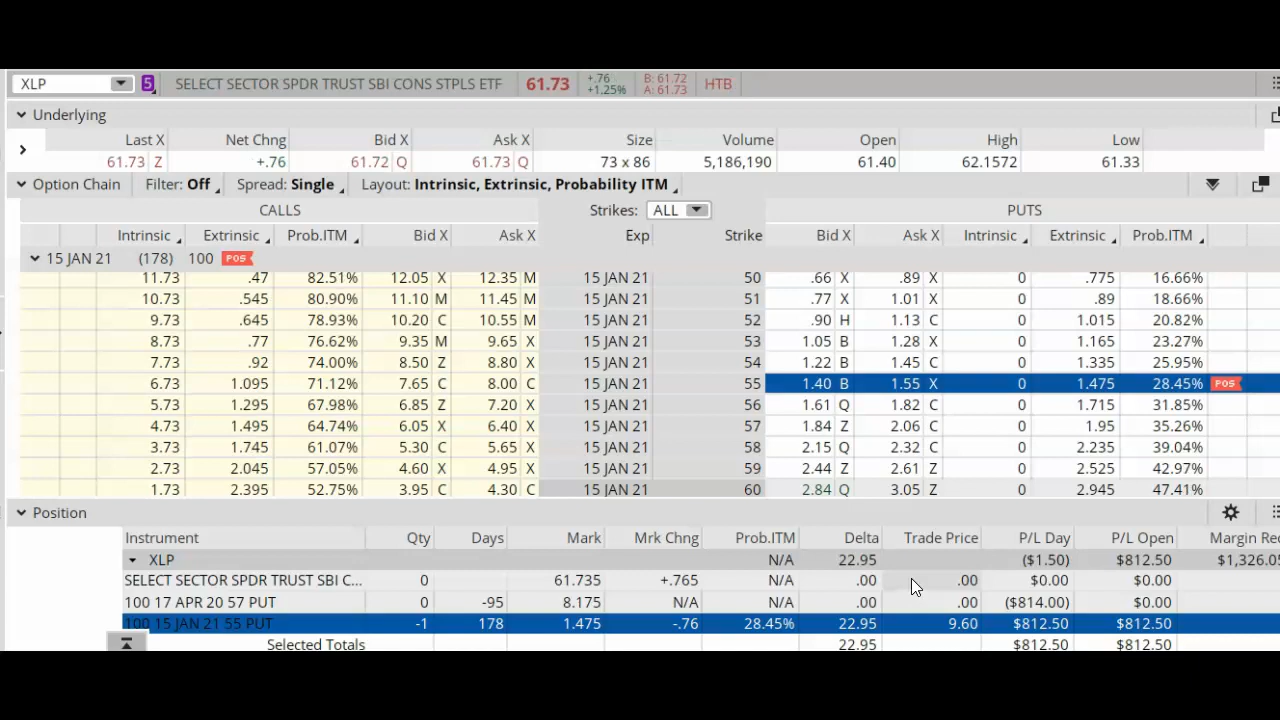 XLP 5 SELECT SECTOR SPDR TRUST SBI CONS STPLS ETF 61.73 +.76 +1.25% B: 61.72 A: 61.73 HTB
Underlying
Last X Net Chng Bid X Ask X Size Volume Open High Low
61.73 Z +.76 61.72 Q 61.73 Q 73 x 86 5,186,190 61.40 62.1572 61.33
Option Chain Filter: Off Spread: Single Layout: Intrinsic, Extrinsic, Probability ITM
CALLS Strikes: ALL PUTS
Intrinsic Extrinsic Prob.ITM Bid X Ask X Exp Strike Bid X Ask X Intrinsic Extrinsic Prob.ITM
15 JAN 21 (178) 100 POS
11.73 .47 82.51% 12.05 X 12.35 M 15 JAN 21 50 .66 X .89 X 0 .775 16.66%
10.73 .545 80.90% 11.10 M 11.45 M 15 JAN 21 51 .77 X 1.01 X 0 .89 18.66%
9.73 .645 78.93% 10.20 C 10.55 M 15 JAN 21 52 .90 H 1.13 C 0 1.015 20.82%
8.73 .77 76.62% 9.35 M 9.65 X 15 JAN 21 53 1.05 B 1.28 X 0 1.165 23.27%
7.73 .92 74.00% 8.50 Z 8.80 X 15 JAN 21 54 1.22 B 1.45 C 0 1.335 25.95%
6.73 1.095 71.12% 7.65 C 8.00 C 15 JAN 21 55 1.40 B 1.55 X 0 1.475 28.45% POS
5.73 1.295 67.98% 6.85 Z 7.20 X 15 JAN 21 56 1.61 Q 1.82 C 0 1.715 31.85%
4.73 1.495 64.74% 6.05 X 6.40 X 15 JAN 21 57 1.84 Z 2.06 C 0 1.95 35.26%
3.73 1.745 61.07% 5.30 C 5.65 X 15 JAN 21 58 2.15 Q 2.32 C 0 2.235 39.04%
2.73 2.045 57.05% 4.60 X 4.95 X 15 JAN 21 59 2.44 Z 2.61 Z 0 2.525 42.97%
1.73 2.395 52.75% 3.95 C 4.30 C 15 JAN 21 60 2.84 Q 3.05 Z 0 2.945 47.41%
Position
Instrument Qty Days Mark Mrk Chng Prob.ITM Delta Trade Price P/L Day P/L Open Margin Rec
XLP N/A 22.95 ($1.50) $812.50 $1,326.05
SELECT SECTOR SPDR TRUST SBI C... 0 61.735 +.765 N/A .00 .00 $0.00 $0.00
100 17 APR 20 57 PUT 0 -95 8.175 N/A N/A .00 .00 ($814.00) $0.00
100 15 JAN 21 55 PUT -1 178 1.475 -.76 28.45% 22.95 9.60 $812.50 $812.50
Selected Totals 22.95 $812.50 $812.50